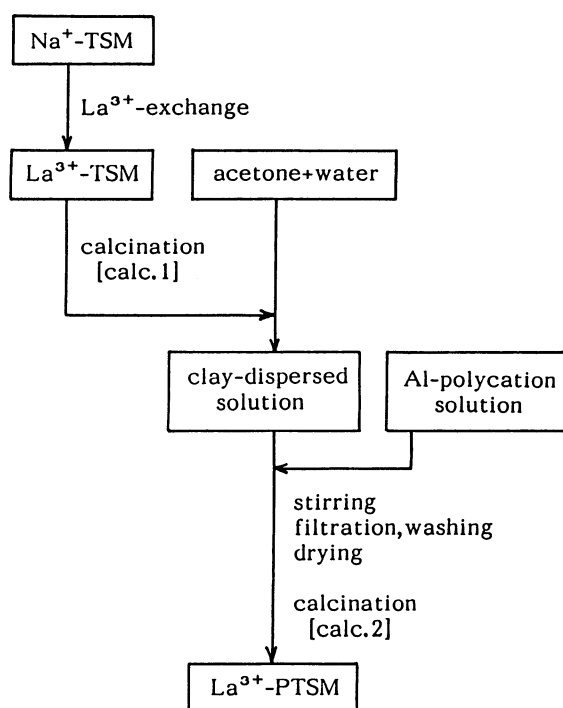 Na⁺-TSM
La³⁺-exchange
La³⁺-TSM
acetone+water
calcination
[calc.1]
clay-dispersed
solution
Al-polycation
solution
stirring
filtration,washing
drying
calcination
[calc.2]
La³⁺-PTSM